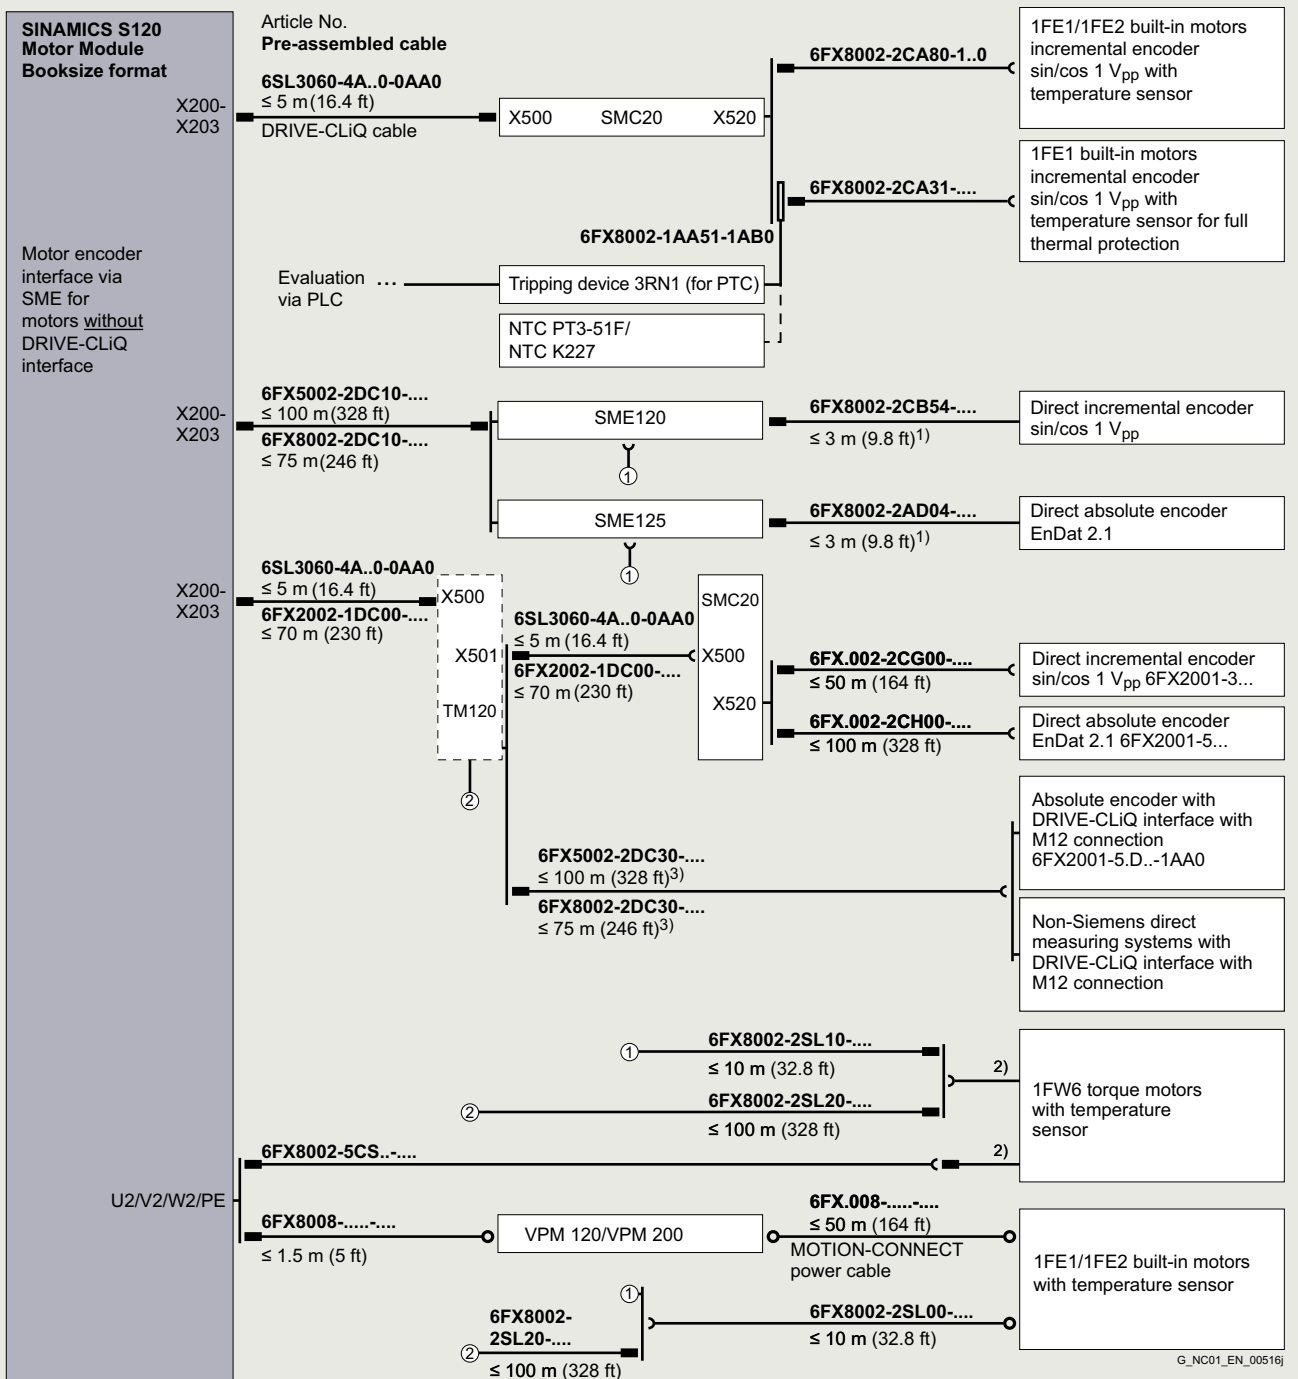 SINAMICS S120
Motor Module
Booksize format
Article No.
Pre-assembled cable
6SL3060-4A..0-0AA0
≤ 5 m (16.4 ft)
DRIVE-CLiQ cable
X200-
X203
X500 SMC20 X520
6FX8002-2CA80-1..0
1FE1/1FE2 built-in motors
incremental encoder
sin/cos 1 Vpp with
temperature sensor
6FX8002-2CA31-....
1FE1 built-in motors
incremental encoder
sin/cos 1 Vpp with
temperature sensor for full
thermal protection
6FX8002-1AA51-1AB0
Motor encoder
interface via
SME for
motors without
DRIVE-CLiQ
interface
Evaluation ...
via PLC
Tripping device 3RN1 (for PTC)
NTC PT3-51F/
NTC K227
X200-
X203
6FX5002-2DC10-....
≤ 100 m (328 ft)
6FX8002-2DC10-....
≤ 75 m (246 ft)
SME120
1
6FX8002-2CB54-....
≤ 3 m (9.8 ft)1)
Direct incremental encoder
sin/cos 1 Vpp
SME125
1
6FX8002-2AD04-....
≤ 3 m (9.8 ft)1)
Direct absolute encoder
EnDat 2.1
X200-
X203
6SL3060-4A..0-0AA0
≤ 5 m (16.4 ft)
6FX2002-1DC00-....
≤ 70 m (230 ft)
X500
X501
TM120
2
6SL3060-4A..0-0AA0
≤ 5 m (16.4 ft)
6FX2002-1DC00-....
≤ 70 m (230 ft)
SMC20
X500
X520
6FX.002-2CG00-....
≤ 50 m (164 ft)
Direct incremental encoder
sin/cos 1 Vpp 6FX2001-3...
6FX.002-2CH00-....
≤ 100 m (328 ft)
Direct absolute encoder
EnDat 2.1 6FX2001-5...
6FX5002-2DC30-....
≤ 100 m (328 ft)3)
6FX8002-2DC30-....
≤ 75 m (246 ft)3)
Absolute encoder with
DRIVE-CLiQ interface with
M12 connection
6FX2001-5.D..-1AA0
Non-Siemens direct
measuring systems with
DRIVE-CLiQ interface with
M12 connection
1
6FX8002-2SL10-....
≤ 10 m (32.8 ft)
2
6FX8002-2SL20-....
≤ 100 m (328 ft)
2)
1FW6 torque motors
with temperature
sensor
6FX8002-5CS..-....
2)
U2/V2/W2/PE
6FX8008-.....-....
≤ 1.5 m (5 ft)
VPM 120/VPM 200
6FX.008-.....-....
≤ 50 m (164 ft)
MOTION-CONNECT
power cable
1FE1/1FE2 built-in motors
with temperature sensor
1
6FX8002-
2SL20-....
2
≤ 100 m (328 ft)
6FX8002-2SL00-....
≤ 10 m (32.8 ft)
G_NC01_EN_00516j